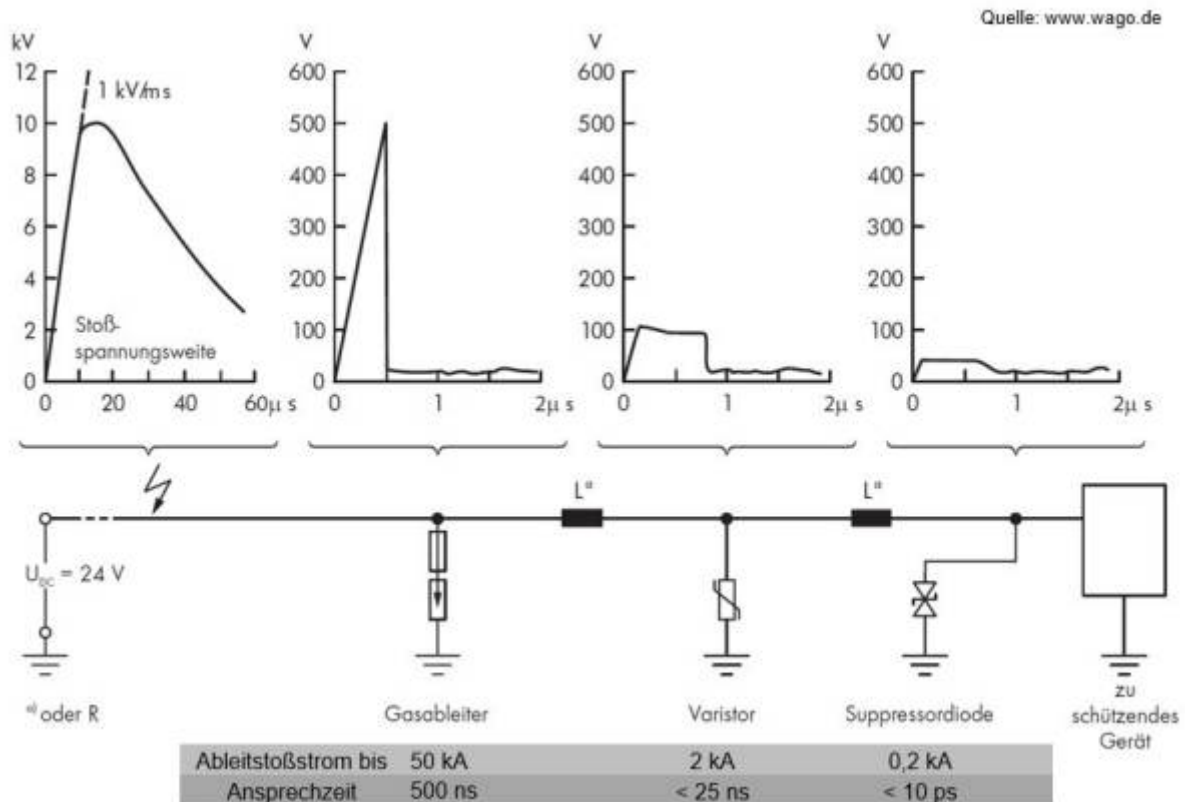 Quelle: www.wago.de
kV
12
10
8
6
4
2
0
1 kV/ms
Stoß-
spannungsweite
0 20 40 60µ s
V
600
500
400
300
200
100
0
0 1 2µ s
V
600
500
400
300
200
100
0
0 1 2µ s
V
600
500
400
300
200
100
0
0 1 2µ s
L a)
L a)
U DC = 24 V
a) oder R
Gasableiter
Varistor
Suppressordiode
zu
schützendes
Gerät
Ableitstoßstrom bis 50 kA 2 kA 0,2 kA
Ansprechzeit 500 ns < 25 ns < 10 ps